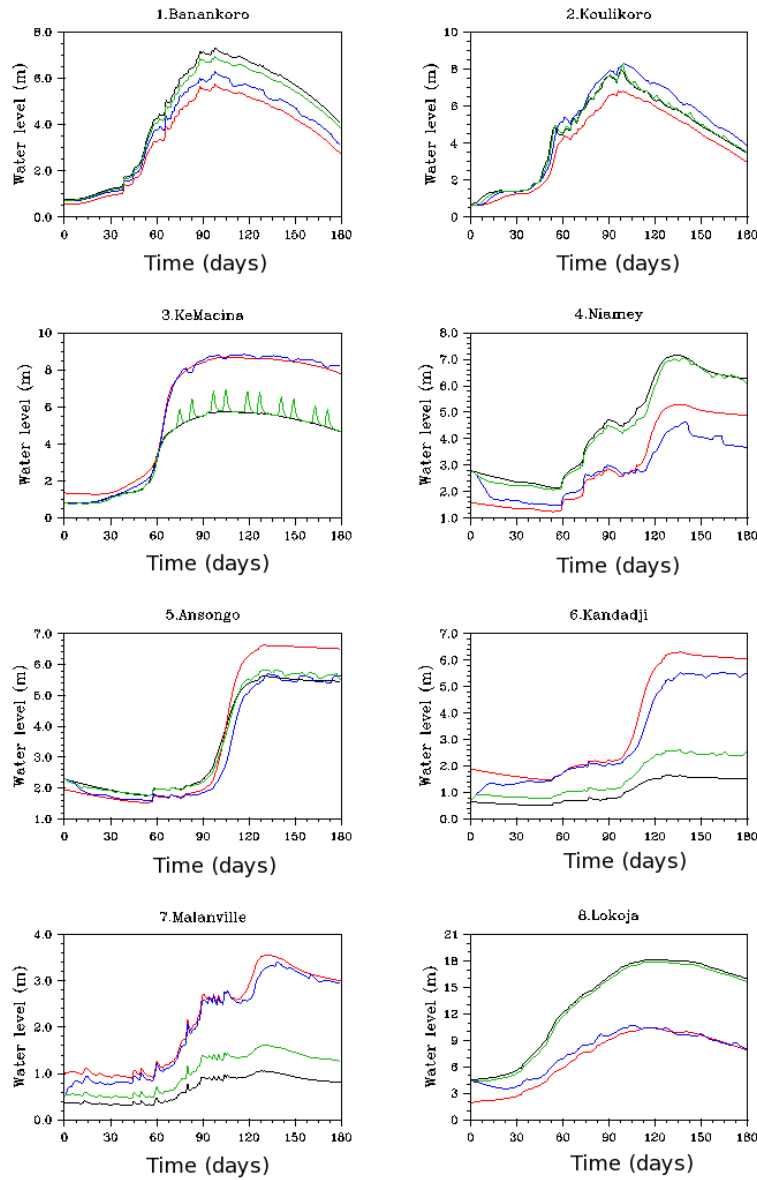 1.Banankoro
8.0
6.0
4.0
2.0
0.0
Water level (m)
0 30 60 90 120 150 180
Time (days)
2.Koulikoro
10
8
6
4
2
0
Water level (m)
0 30 60 90 120 150 180
Time (days)
3.KeMacina
10
8
6
4
2
0
Water level (m)
0 30 60 90 120 150 180
Time (days)
4.Niamey
8.0
7.0
6.0
5.0
4.0
3.0
2.0
1.0
Water level (m)
0 30 60 90 120 150 180
Time (days)
5.Ansongo
7.0
6.0
5.0
4.0
3.0
2.0
1.0
Water level (m)
0 30 60 90 120 150 180
Time (days)
6.Kandadji
7.0
6.0
5.0
4.0
3.0
2.0
1.0
0.0
Water level (m)
0 30 60 90 120 150 180
Time (days)
7.Malanville
4.0
3.0
2.0
1.0
0.0
Water level (m)
0 30 60 90 120 150 180
Time (days)
8.Lokoja
21
18
15
12
9
6
3
0
Water level (m)
0 30 60 90 120 150 180
Time (days)